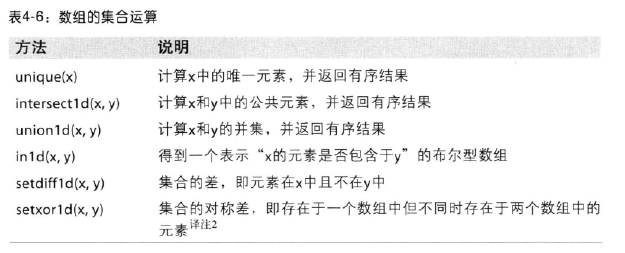 表4-6：数组的集合运算
方法 说明
unique(x) 计算x中的唯一元素，并返回有序结果
intersect1d(x, y) 计算x和y中的公共元素，并返回有序结果
union1d(x, y) 计算x和y的并集，并返回有序结果
in1d(x, y) 得到一个表示“x的元素是否包含于y”的布尔型数组
setdiff1d(x, y) 集合的差，即元素在x中且不在y中
setxor1d(x, y) 集合的对称差，即存在于一个数组中但不同时存在于两个数组中的
元素译注2